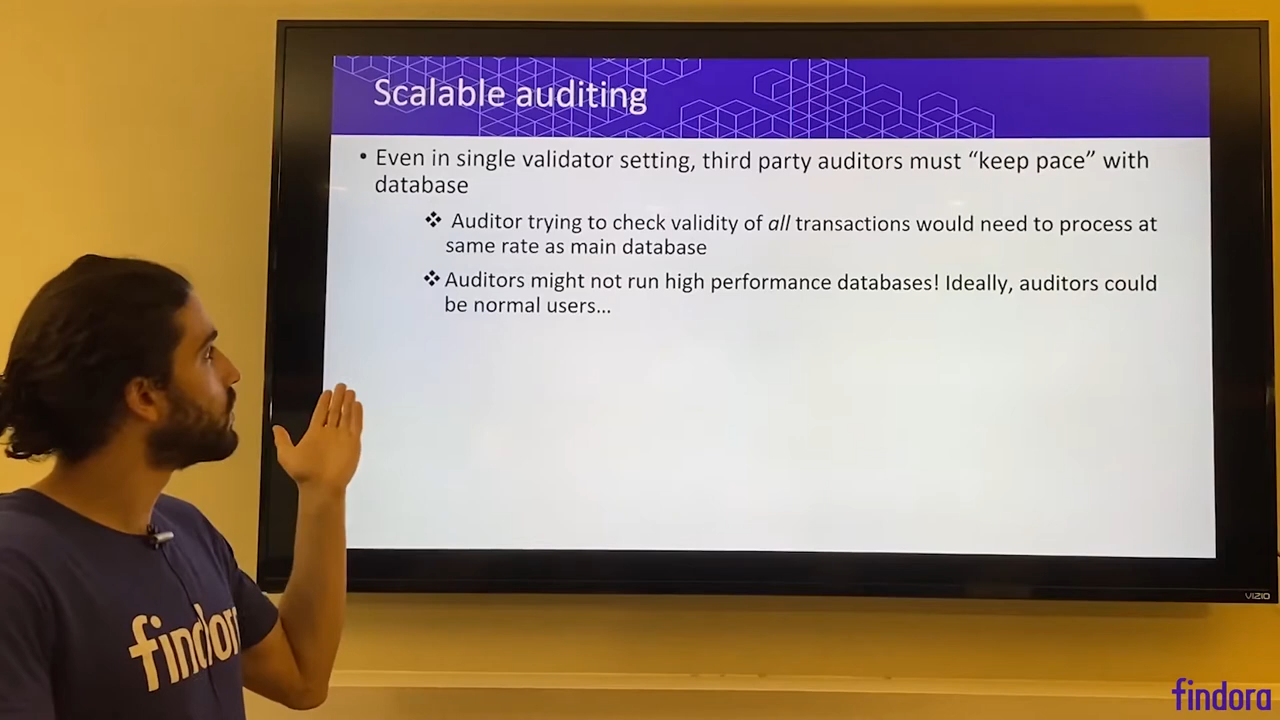 Scalable auditing
• Even in single validator setting, third party auditors must “keep pace” with
database
❖ Auditor trying to check validity of all transactions would need to process at
same rate as main database
❖ Auditors might not run high performance databases! Ideally, auditors could
be normal users...
findora
VIZIO
findora